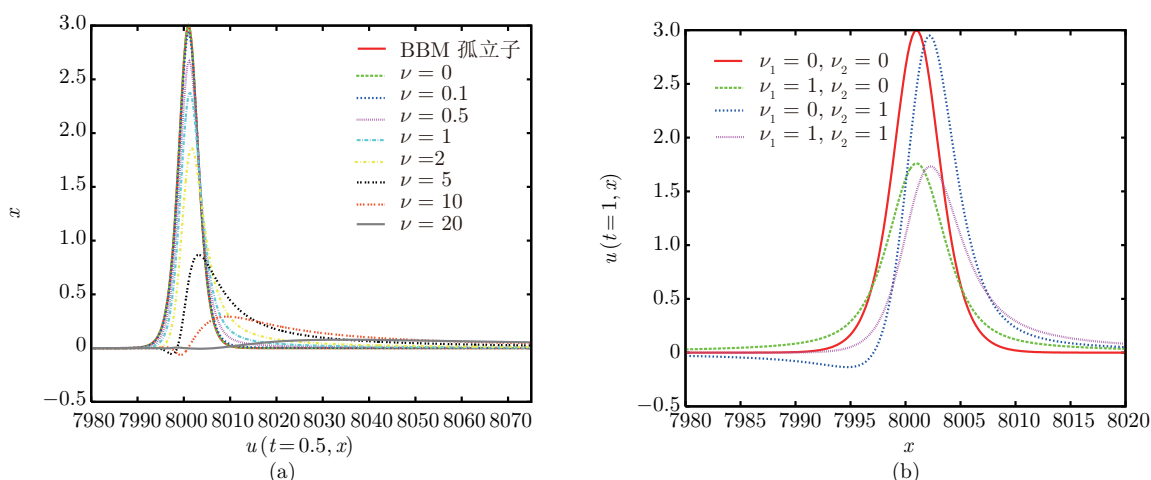 3.0
2.5
2.0
1.5
1.0
0.5
0
−0.5
x
BBM 孤立子
ν = 0
ν = 0.1
ν = 0.5
ν = 1
ν =2
ν = 5
ν = 10
ν = 20
7980 7990 8000 8010 8020 8030 8040 8050 8060 8070
u(t=0.5, x)
(a)
3.0
2.5
2.0
1.5
1.0
0.5
0
−0.5
u(t=1, x)
ν₁ = 0, ν₂ = 0
ν₁ = 1, ν₂ = 0
ν₁ = 0, ν₂ = 1
ν₁ = 1, ν₂ = 1
7980 7985 7990 7995 8000 8005 8010 8015 8020
x
(b)